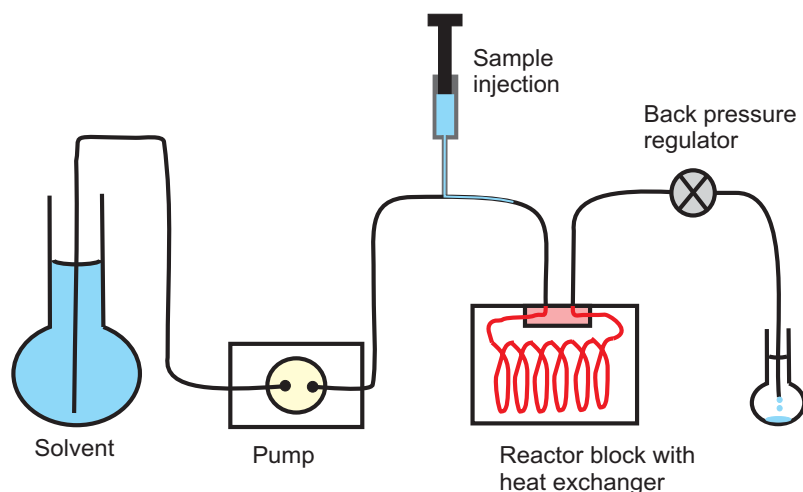 Sample
injection
Back pressure
regulator
Solvent
Pump
Reactor block with
heat exchanger